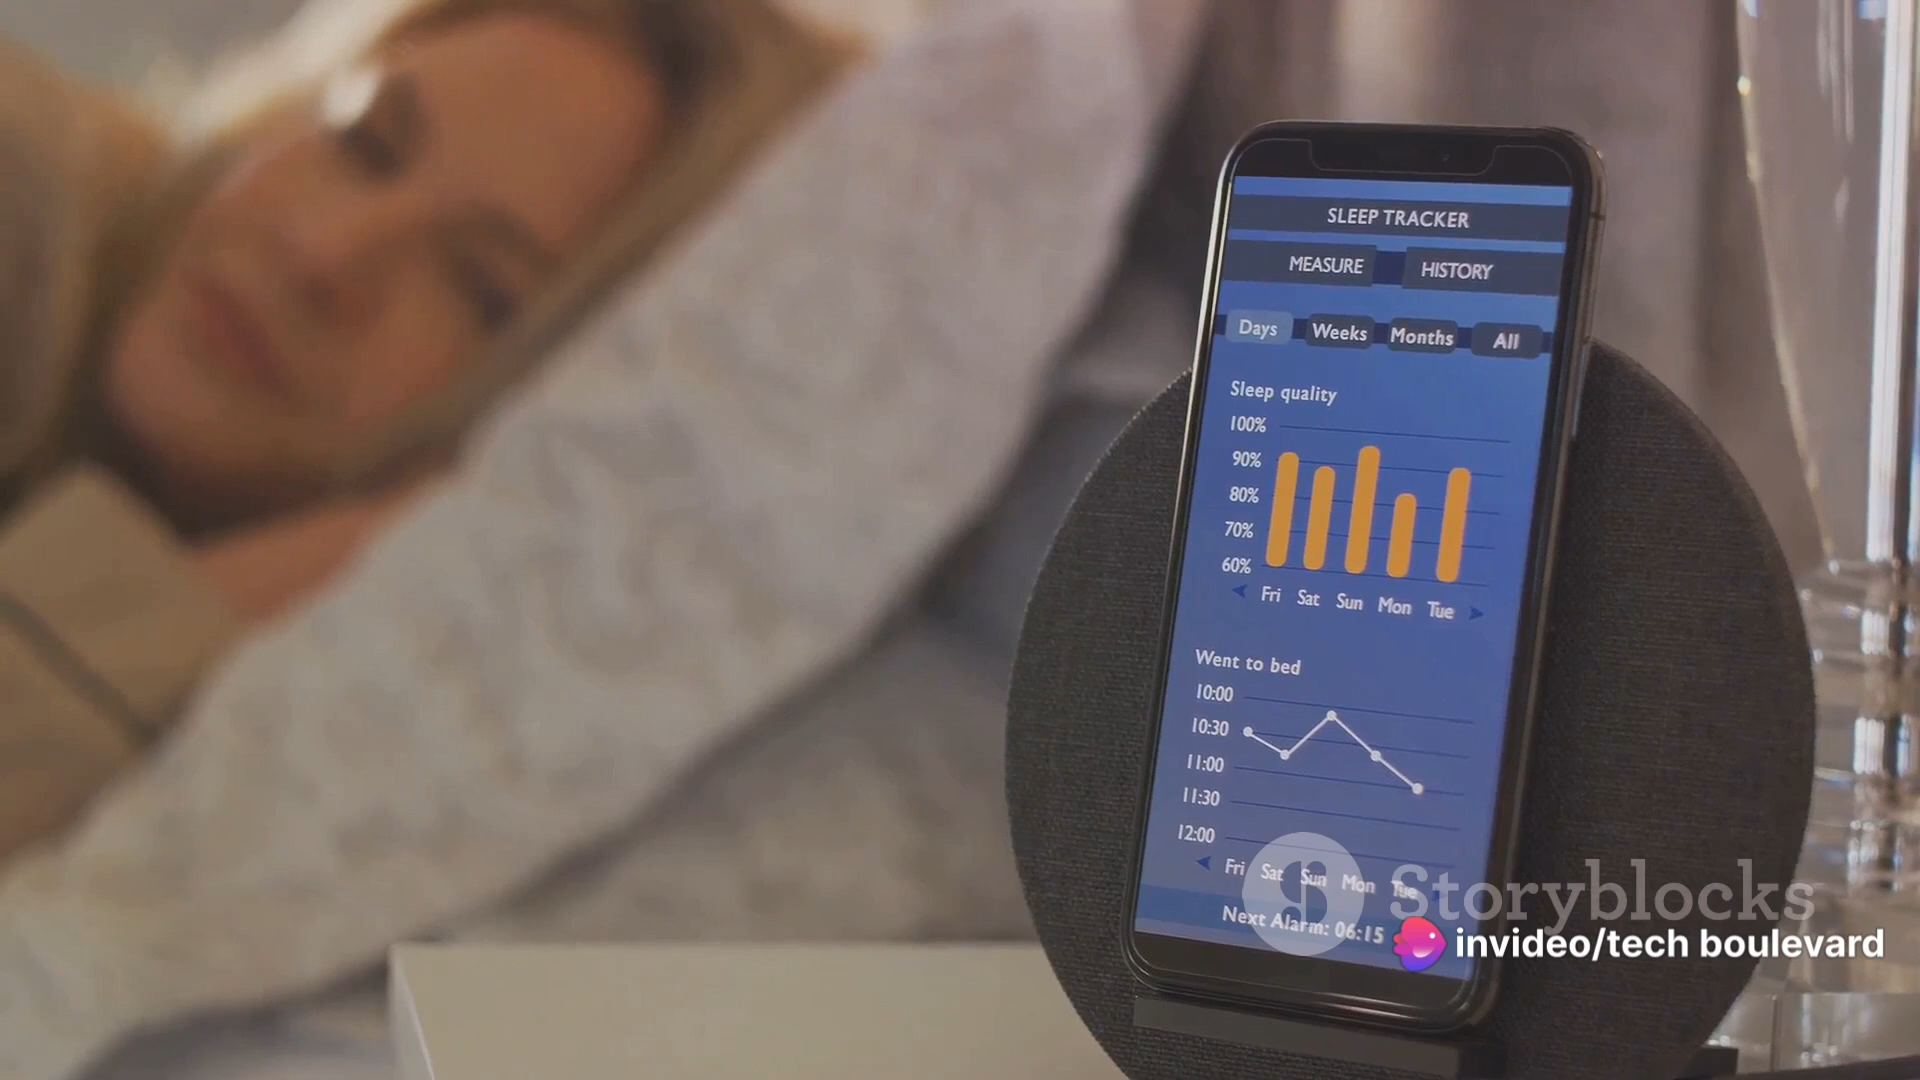 SLEEP TRACKER
MEASURE HISTORY
Days Weeks Months All
Sleep quality
100%
90%
80%
70%
60%
Fri Sat Sun Mon Tue
Went to bed
10:00
10:30
11:00
11:30
12:00
Fri Sat Sun Mon Tue
Next Alarm: 06:15
Storyblocks
invideo/tech boulevard